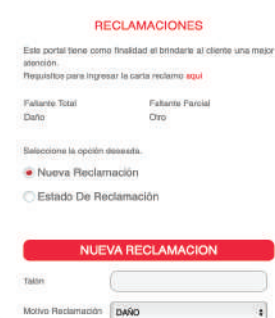 RECLAMACIONES
Este portal tiene como finalidad el brindarle al cliente una mejor
atención.
Requisitos para ingresar la carta reclamo aquí
Faltante Total Faltante Parcial
Daño Otro
Seleccione la opción deseada.
Nueva Reclamación
Estado De Reclamación
NUEVA RECLAMACION
Talón
Motivo Reclamación DAÑO